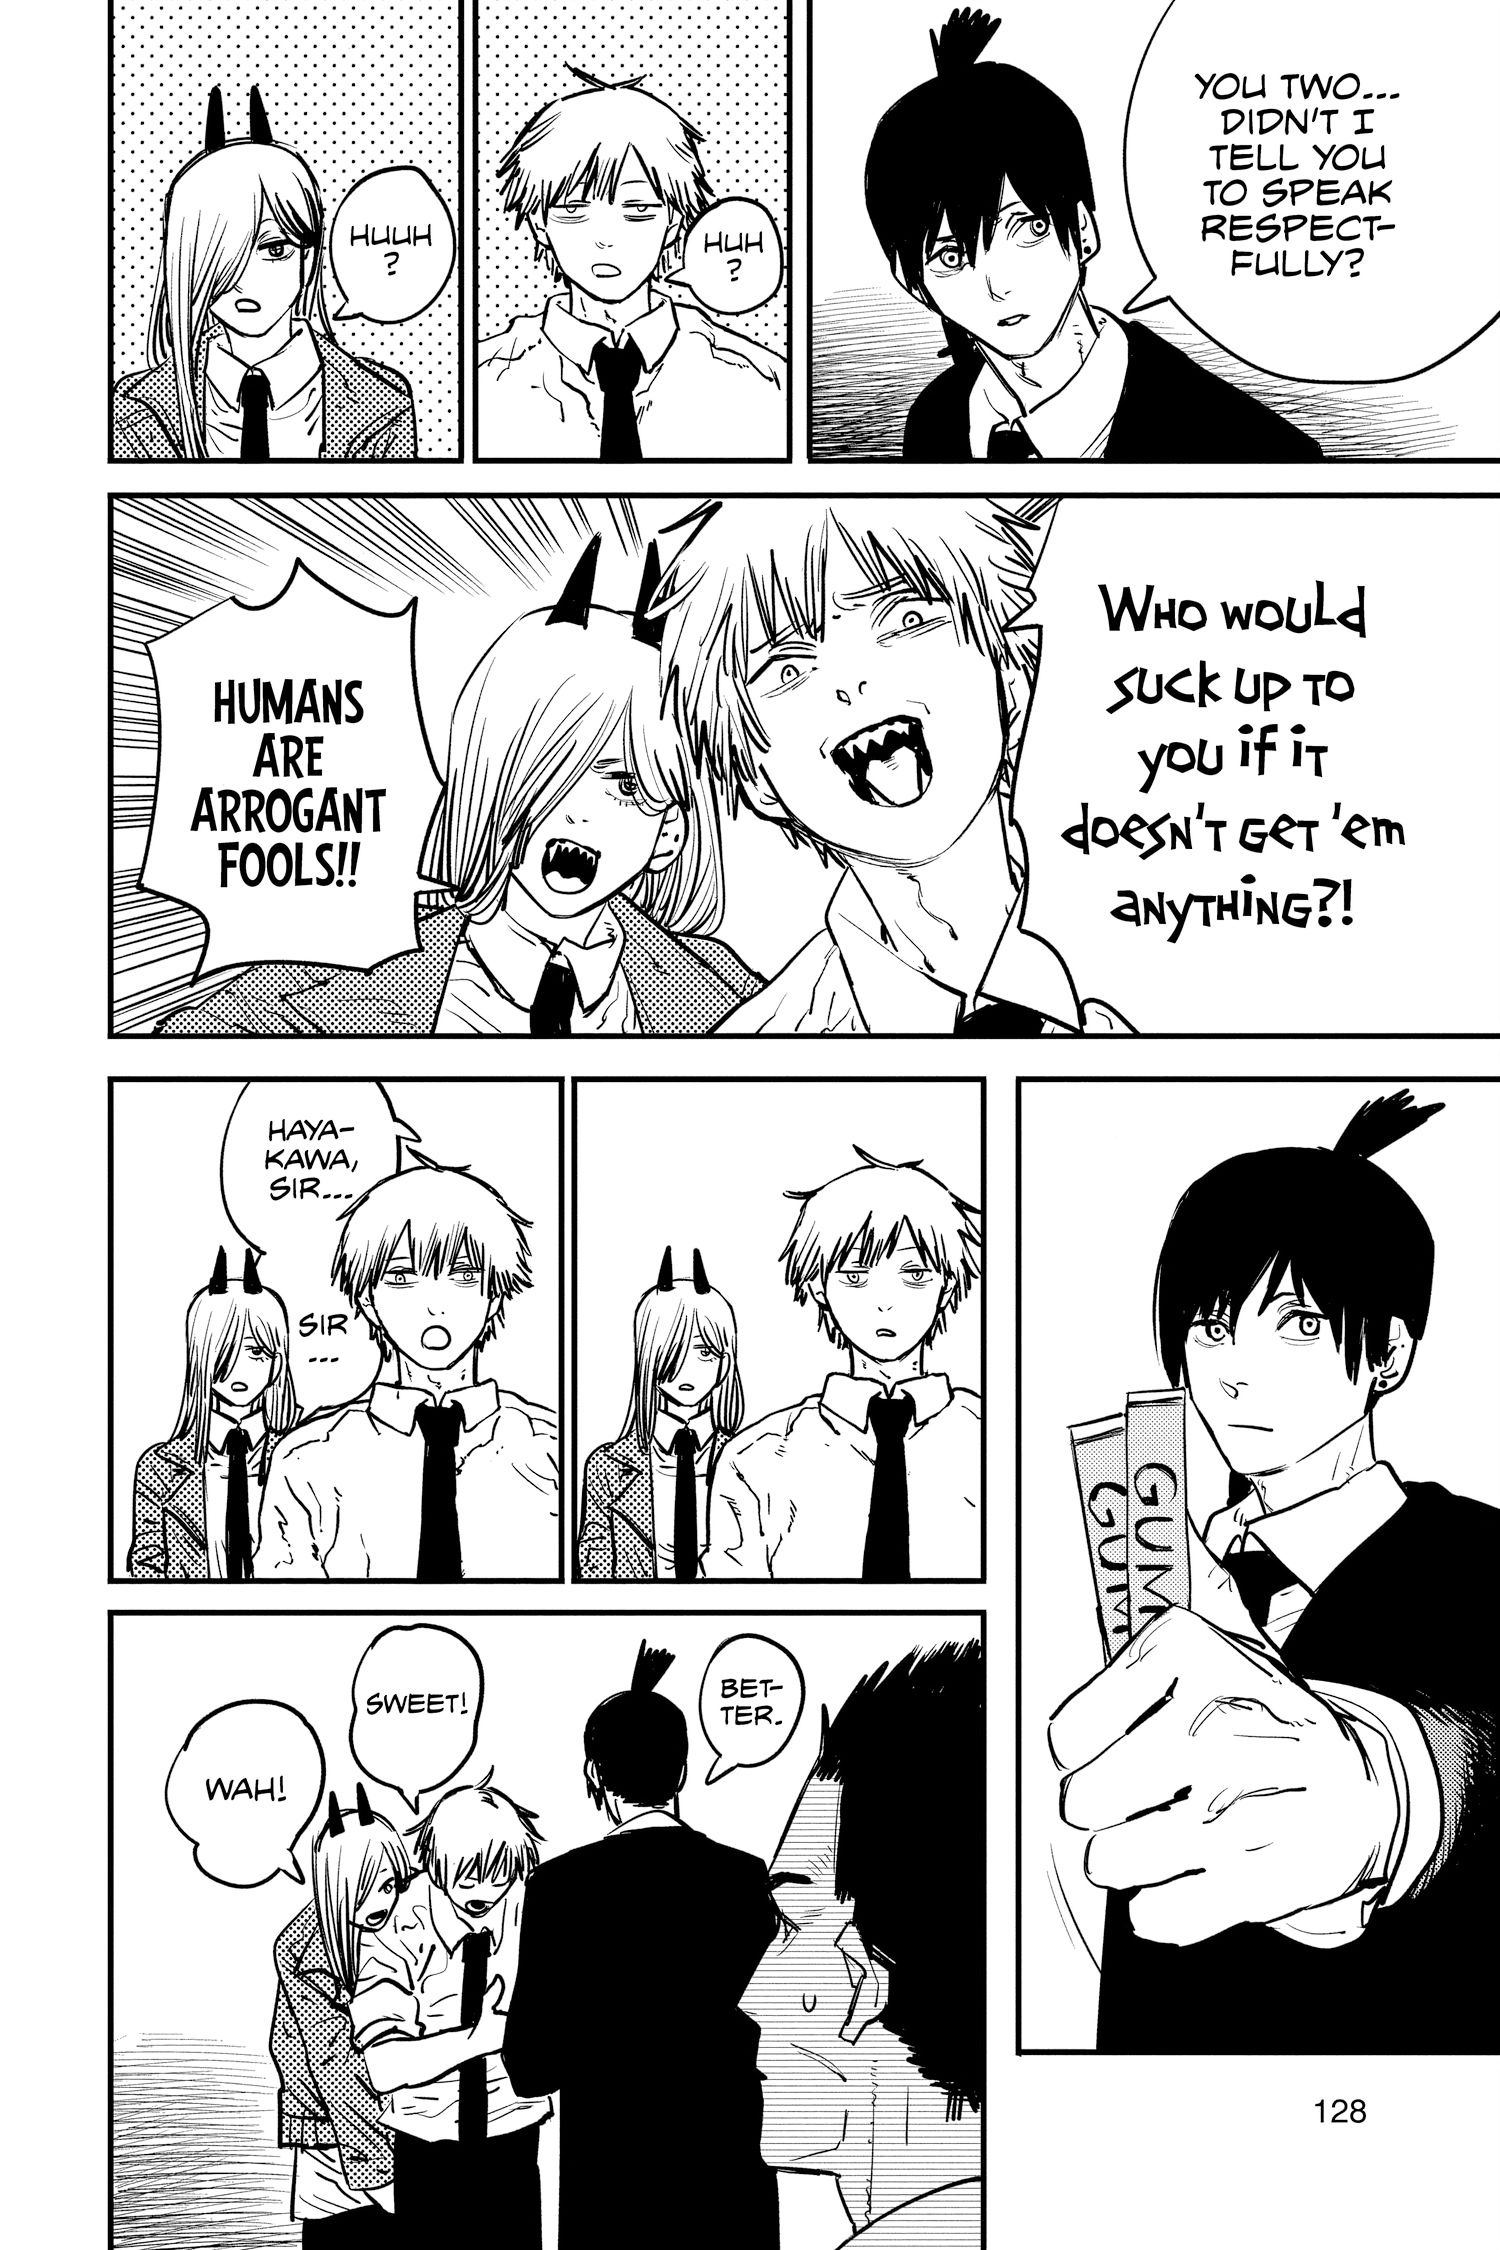 YOU TWO...
DIDN'T I
TELL YOU
TO SPEAK
RESPECT-
FULLY?
HUH
?
HUUH
?
WHO WOULD
SUCK UP TO
YOU IF IT
DOESN'T GET 'EM
ANYTHING?!
HUMANS
ARE
ARROGANT
FOOLS!!
GUM
GUM
HAYA-
KAWA,
SIR...
SIR
...
BET-
TER.
SWEET!
WAH!
128